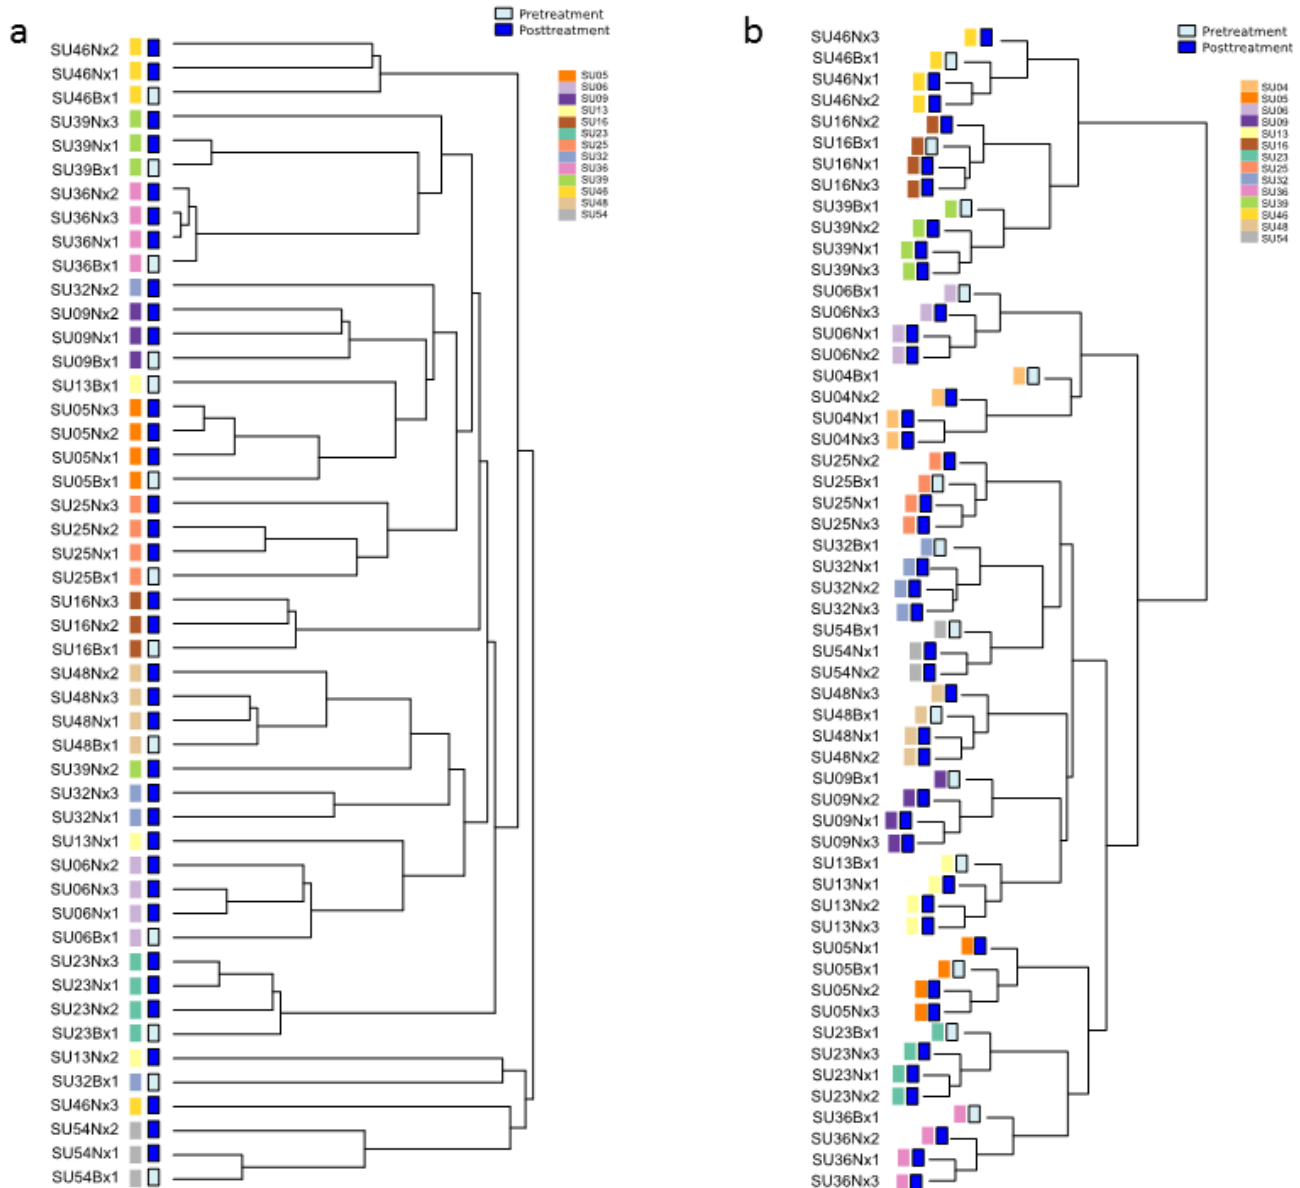 a
Pretreatment
Posttreatment
SU46Nx2
SU46Nx1
SU46Bx1
SU39Nx3
SU39Nx1
SU39Bx1
SU36Nx2
SU36Nx3
SU36Nx1
SU36Bx1
SU32Nx2
SU09Nx2
SU09Nx1
SU09Bx1
SU13Bx1
SU05Nx3
SU05Nx2
SU05Nx1
SU05Bx1
SU25Nx3
SU25Nx2
SU25Nx1
SU25Bx1
SU16Nx3
SU16Nx2
SU16Bx1
SU48Nx2
SU48Nx3
SU48Nx1
SU48Bx1
SU39Nx2
SU32Nx3
SU32Nx1
SU13Nx1
SU06Nx2
SU06Nx3
SU06Nx1
SU06Bx1
SU23Nx3
SU23Nx1
SU23Nx2
SU23Bx1
SU13Nx2
SU32Bx1
SU46Nx3
SU54Nx2
SU54Nx1
SU54Bx1
SU05
SU06
SU09
SU13
SU16
SU23
SU25
SU32
SU36
SU39
SU46
SU48
SU54
b
Pretreatment
Posttreatment
SU46Nx3
SU46Bx1
SU46Nx1
SU46Nx2
SU16Nx2
SU16Bx1
SU16Nx1
SU16Nx3
SU39Bx1
SU39Nx2
SU39Nx1
SU39Nx3
SU06Bx1
SU06Nx3
SU06Nx1
SU06Nx2
SU04Bx1
SU04Nx2
SU04Nx1
SU04Nx3
SU25Nx2
SU25Bx1
SU25Nx1
SU25Nx3
SU32Bx1
SU32Nx1
SU32Nx2
SU32Nx3
SU54Bx1
SU54Nx1
SU54Nx2
SU48Nx3
SU48Bx1
SU48Nx1
SU48Nx2
SU09Bx1
SU09Nx2
SU09Nx1
SU09Nx3
SU13Bx1
SU13Nx1
SU13Nx2
SU13Nx3
SU05Nx1
SU05Bx1
SU05Nx2
SU05Nx3
SU23Bx1
SU23Nx3
SU23Nx1
SU23Nx2
SU36Bx1
SU36Nx2
SU36Nx1
SU36Nx3
SU04
SU05
SU06
SU09
SU13
SU16
SU23
SU25
SU32
SU36
SU39
SU46
SU48
SU54